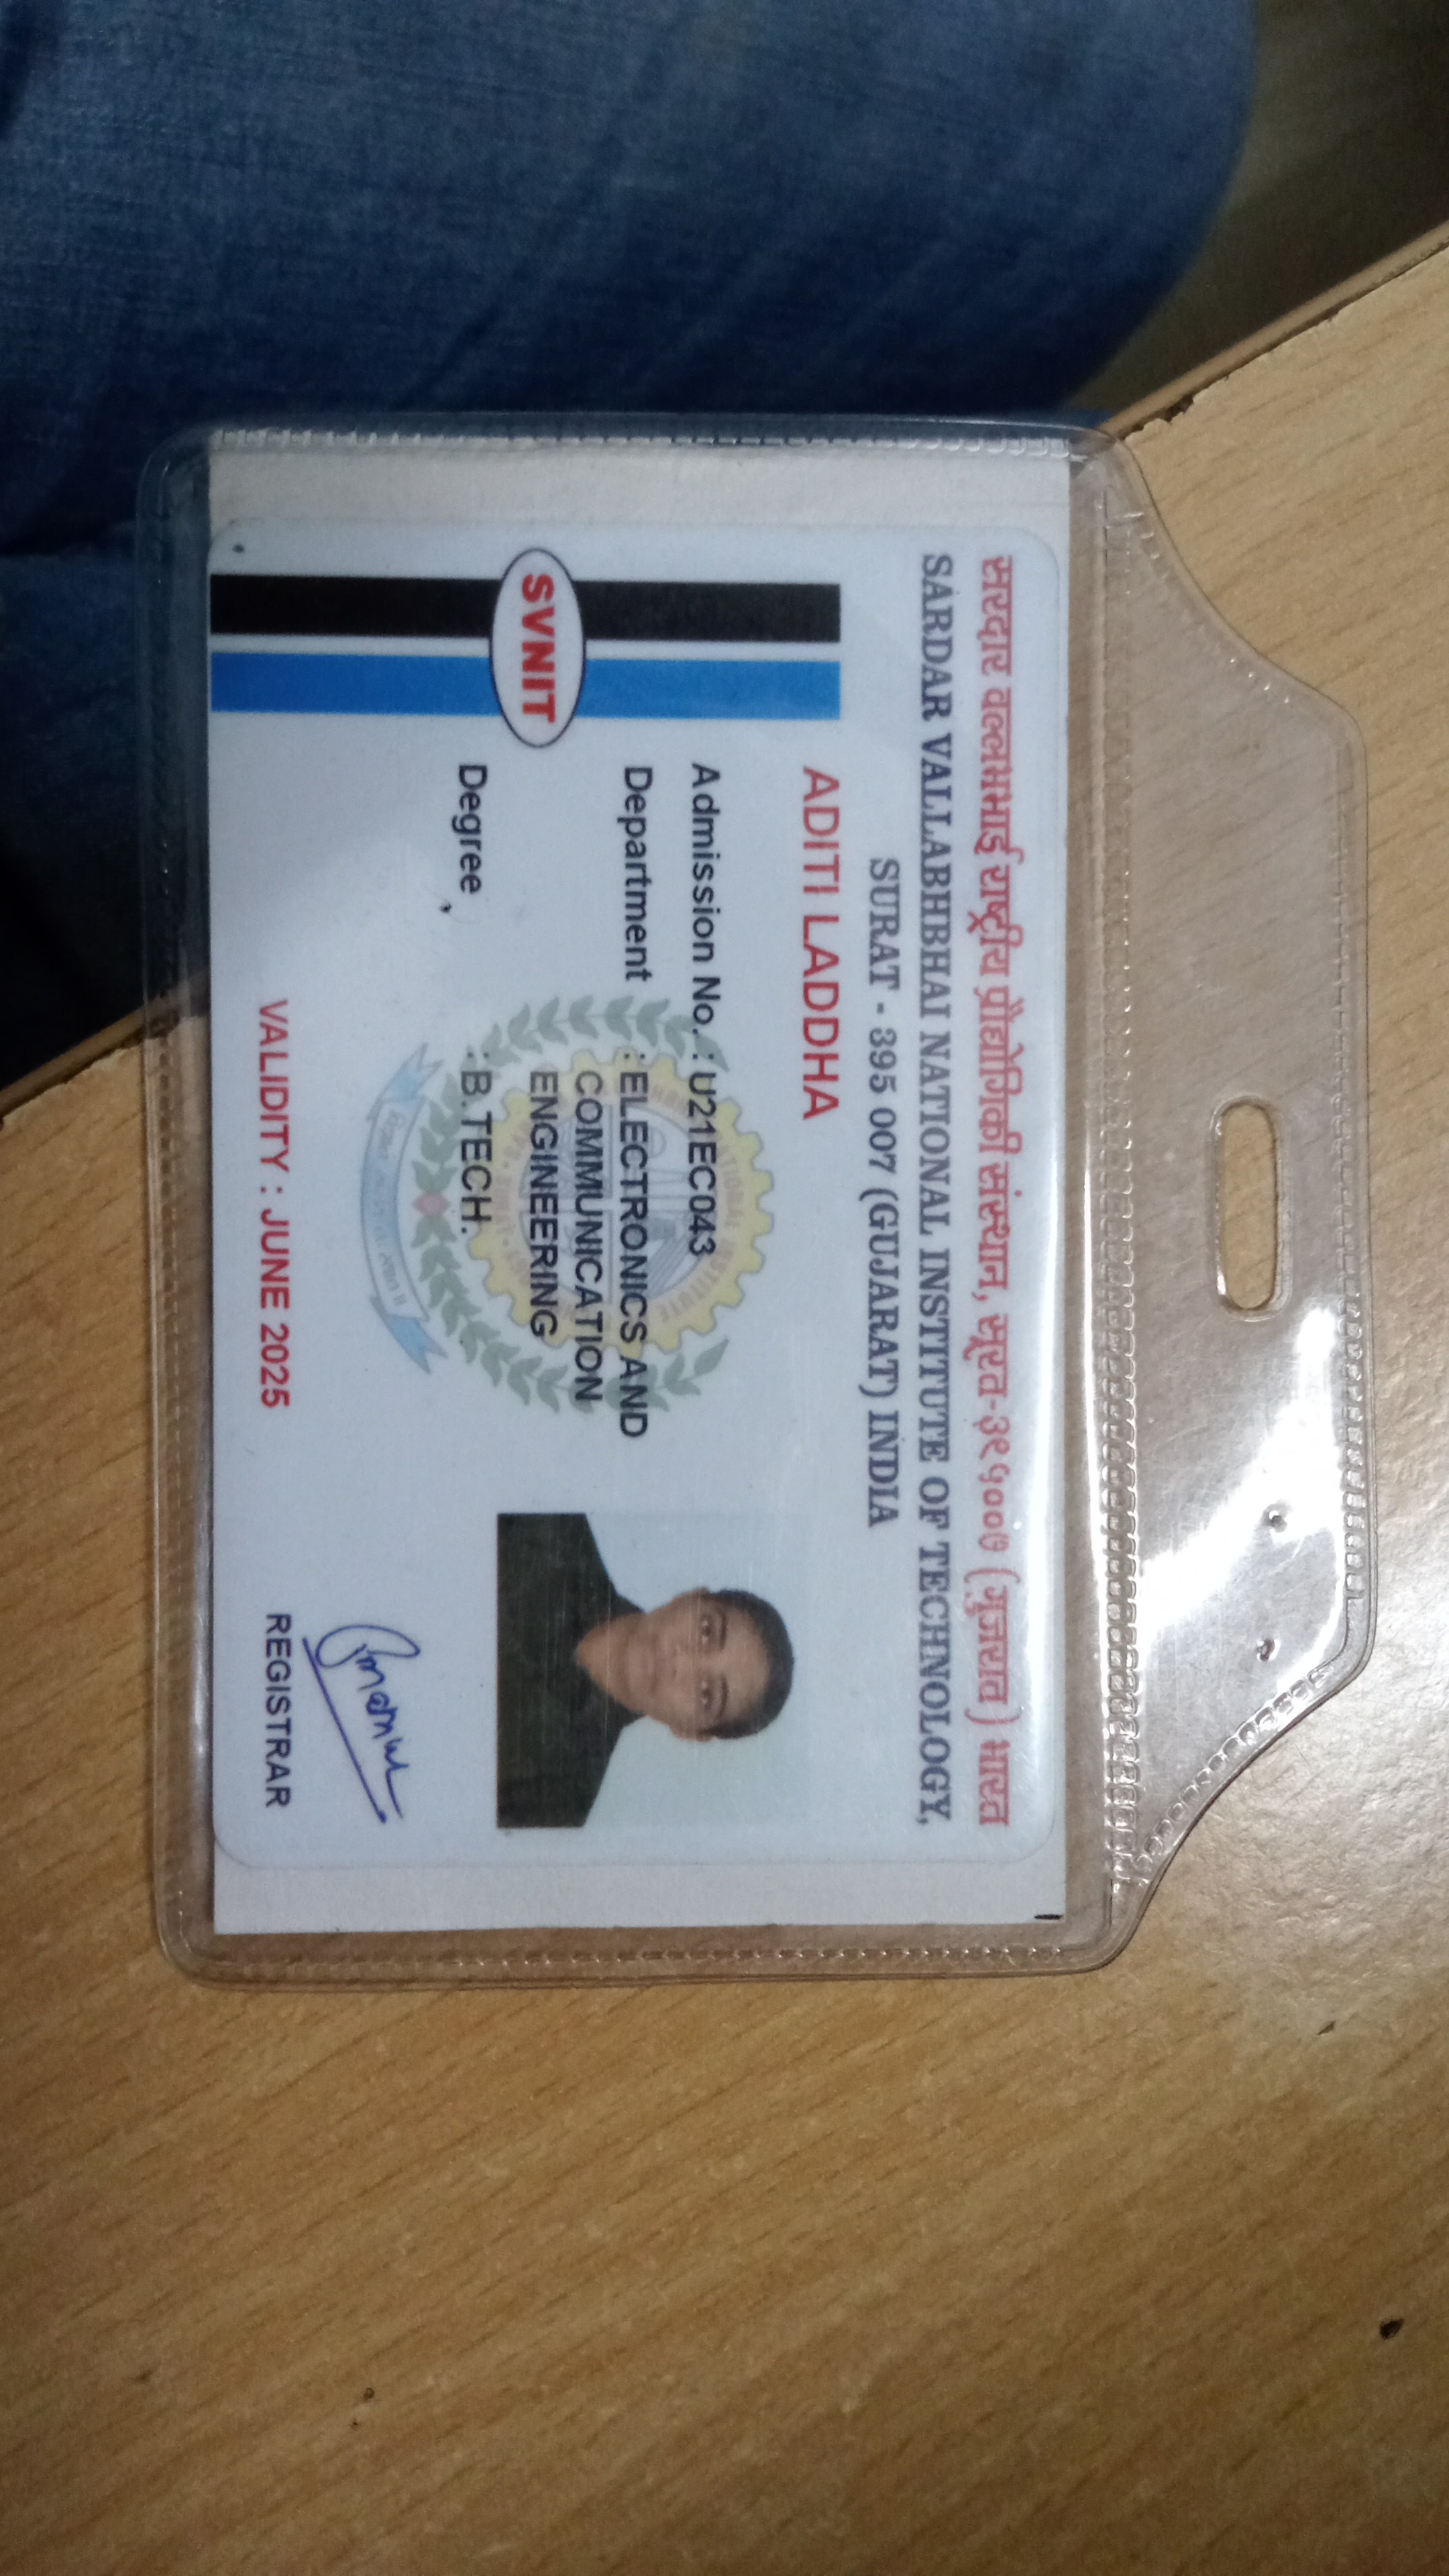 सरदार वल्लभभाई राष्ट्रीय प्रौद्योगिकी संस्थान, सूरत-३९५००७ (गुजरात) भारत
SARDAR VALLABHBHAI NATIONAL INSTITUTE OF TECHNOLOGY,
SURAT - 395 007 (GUJARAT) INDIA
ADITI LADDHA
Admission No. : U21EC043
Department : ELECTRONICS AND
COMMUNICATION
ENGINEERING
Degree : B.TECH.
SVNIT
VALIDITY : JUNE 2025
REGISTRAR